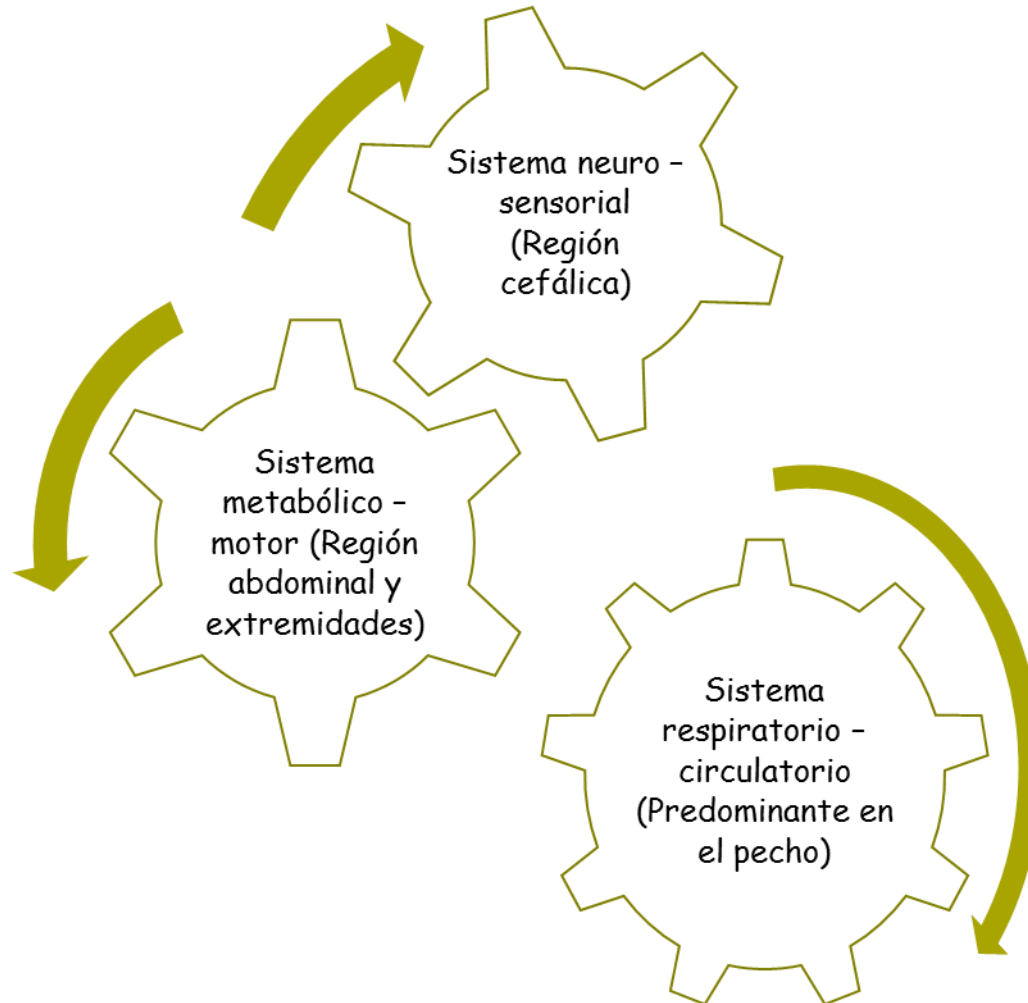 Sistema neuro –
sensorial
(Región
cefálica)
Sistema
metabólico –
motor (Región
abdominal y
extremidades)
Sistema
respiratorio –
circulatorio
(Predominante en
el pecho)